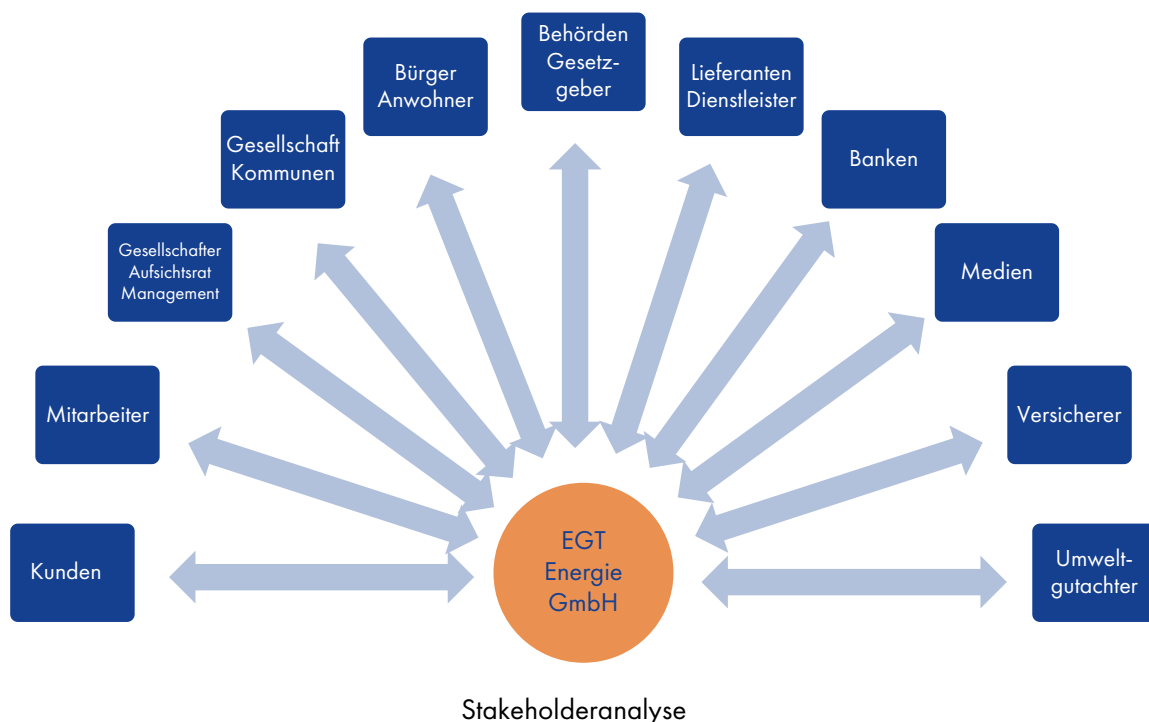 Behörden
Gesetz-
geber
Bürger
Anwohner
Lieferanten
Dienstleister
Gesellschaft
Kommunen
Banken
Gesellschafter
Aufsichtsrat
Management
Medien
Mitarbeiter
Versicherer
Kunden
EGT
Energie
GmbH
Umwelt-
gutachter
Stakeholderanalyse